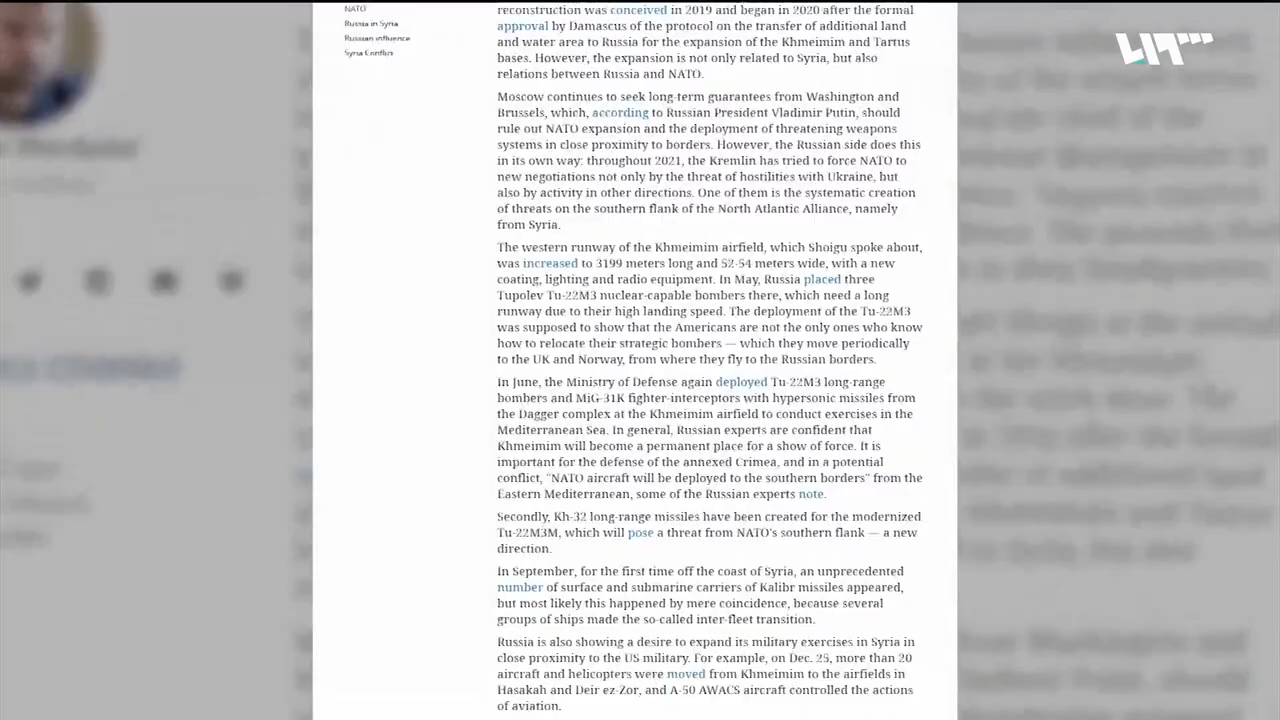 NATO
Russia in Syria
Russian influence
Syria Conflict
reconstruction was conceived in 2019 and began in 2020 after the formal
approval by Damascus of the protocol on the transfer of additional land
and water area to Russia for the expansion of the Khmeimim and Tartus
bases. However, the expansion is not only related to Syria, but also
relations between Russia and NATO.
Moscow continues to seek long-term guarantees from Washington and
Brussels, which, according to Russian President Vladimir Putin, should
rule out NATO expansion and the deployment of threatening weapons
systems in close proximity to borders. However, the Russian side does this
in its own way: throughout 2021, the Kremlin has tried to force NATO to
new negotiations not only by the threat of hostilities with Ukraine, but
also by activity in other directions. One of them is the systematic creation
of threats on the southern flank of the North Atlantic Alliance, namely
from Syria.
The western runway of the Khmeimim airfield, which Shoigu spoke about,
was increased to 3199 meters long and 52-54 meters wide, with a new
coating, lighting and radio equipment. In May, Russia placed three
Tupolev Tu-22M3 nuclear-capable bombers there, which need a long
runway due to their high landing speed. The deployment of the Tu-22M3
was supposed to show that the Americans are not the only ones who know
how to relocate their strategic bombers — which they move periodically
to the UK and Norway, from where they fly to the Russian borders.
In June, the Ministry of Defense again deployed Tu-22M3 long-range
bombers and MiG-31K fighter-interceptors with hypersonic missiles from
the Dagger complex at the Khmeimim airfield to conduct exercises in the
Mediterranean Sea. In general, Russian experts are confident that
Khmeimim will become a permanent place for a show of force. It is
important for the defense of the annexed Crimea, and in a potential
conflict, "NATO aircraft will be deployed to the southern borders" from the
Eastern Mediterranean, some of the Russian experts note.
Secondly, Kh-32 long-range missiles have been created for the modernized
Tu-22M3M, which will pose a threat from NATO's southern flank — a new
direction.
In September, for the first time off the coast of Syria, an unprecedented
number of surface and submarine carriers of Kalibr missiles appeared,
but most likely this happened by mere coincidence, because several
groups of ships made the so-called inter-fleet transition.
Russia is also showing a desire to expand its military exercises in Syria in
close proximity to the US military. For example, on Dec. 25, more than 20
aircraft and helicopters were moved from Khmeimim to the airfields in
Hasakah and Deir ez-Zor, and A-50 AWACS aircraft controlled the actions
of aviation.